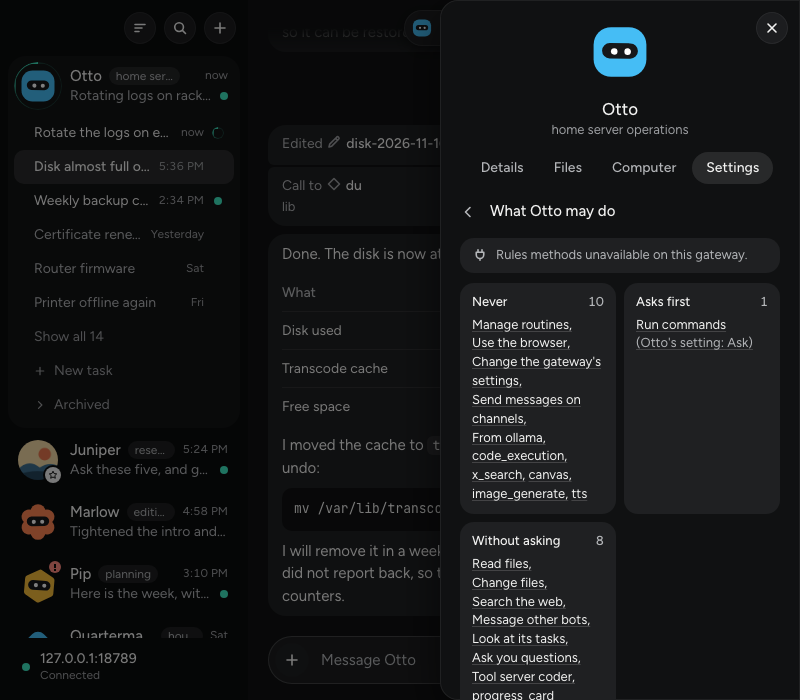 Otto
home ser...
now
Rotating logs on rack...
Rotate the logs on e...
now
Disk almost full o...
5:36 PM
Weekly backup c...
2:34 PM
Certificate rene...
Yesterday
Router firmware
Sat
Printer offline again
Fri
Show all 14
+ New task
> Archived
Juniper
rese...
5:24 PM
Ask these five, and g...
Marlow
editi...
4:58 PM
Tightened the intro and...
Pip
planning
3:10 PM
Here is the week, wit...
Quarterma
hou...
Sat
127.0.0.1:18789
Connected
so it can be restore
Edited disk-2026-11-1
Call to du
lib
Done. The disk is now at
What
Disk used
Transcode cache
Free space
I moved the cache to
undo:
mv /var/lib/transco
I will remove it in a week
did not report back, so t
counters.
Message Otto
Otto
home server operations
Details
Files
Computer
Settings
What Otto may do
Rules methods unavailable on this gateway.
Never
10
Manage routines,
Use the browser,
Change the gateway's
settings,
Send messages on
channels,
From ollama,
code_execution,
x_search, canvas,
image_generate, tts
Asks first
1
Run commands
(Otto's setting: Ask)
Without asking
8
Read files,
Change files,
Search the web,
Message other bots,
Look at its tasks,
Ask you questions,
Tool server coder,
progress_card